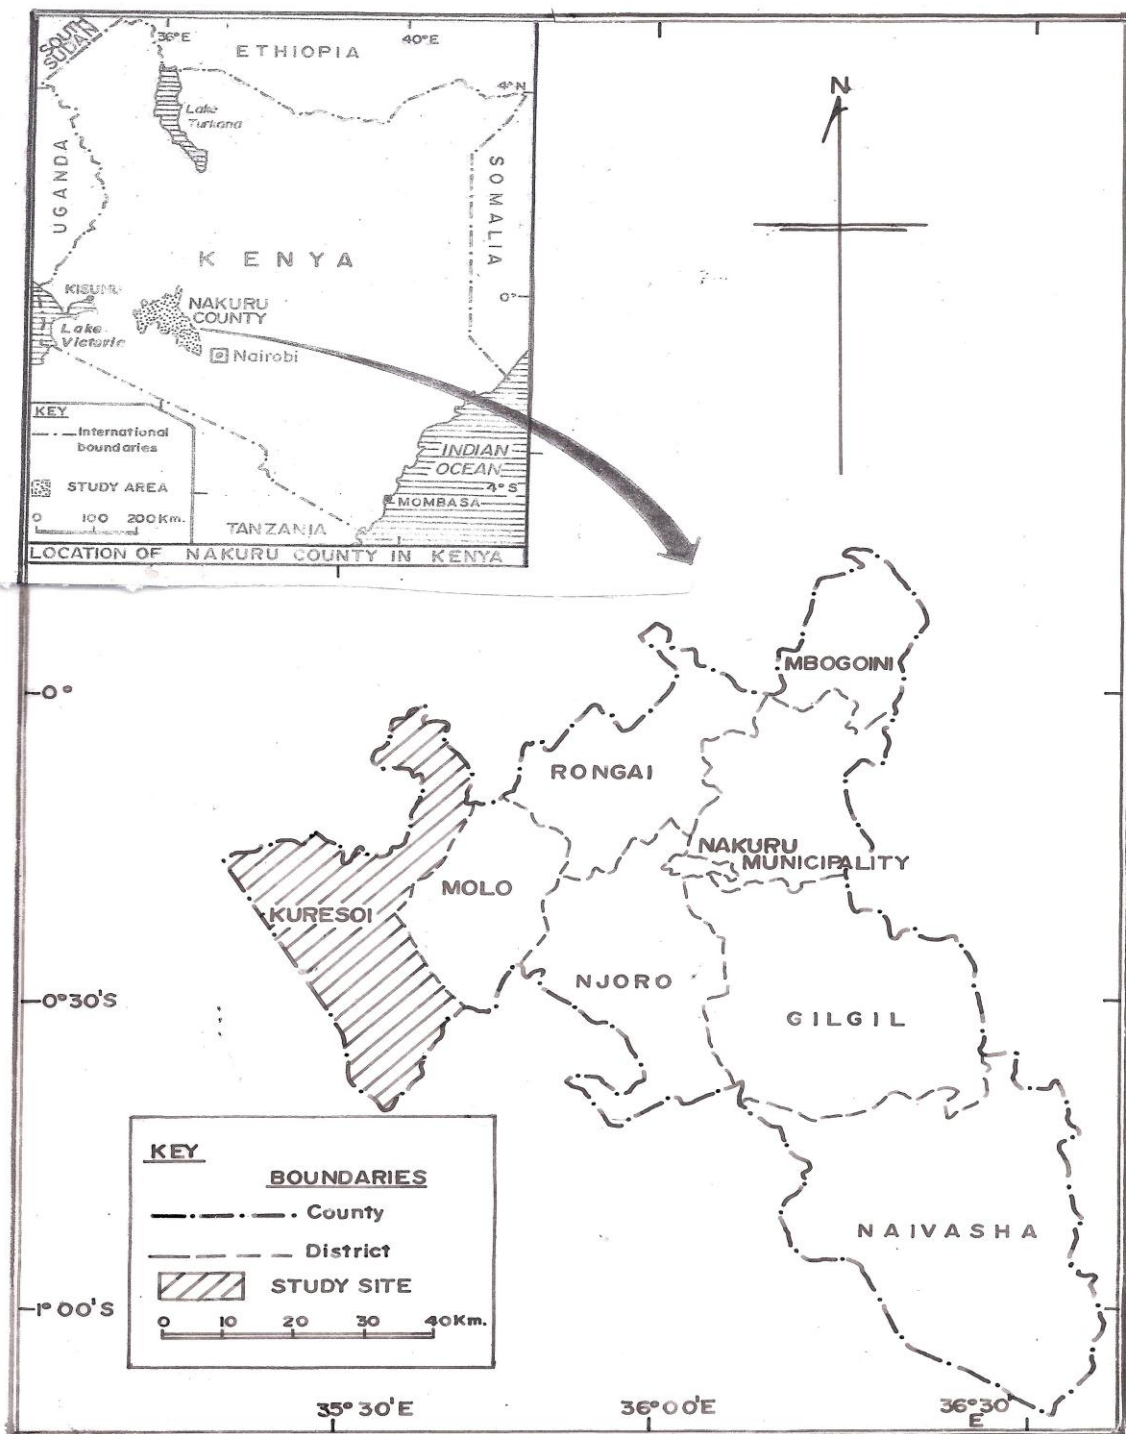 SOUTH
SUDAN
36°E
40°E
ETHIOPIA
4°N
Lake
Turkana
UGANDA
SOMALIA
KENYA
KISUMU
0°
NAKURU
COUNTY
Lake
Victoria
Nairobi
KEY
International
boundaries
STUDY AREA
0 100 200Km.
INDIAN
OCEAN
4°S
MOMBASA
TANZANIA
LOCATION OF NAKURU COUNTY IN KENYA
N
MBOGOINI
0°
RONGAI
NAKURU
MUNICIPALITY
MOLO
KURESOI
NJORO
0°30'S
GILGIL
KEY
BOUNDARIES
County
District
STUDY SITE
0 10 20 30 40Km.
NAIVASHA
1°00'S
35°30'E
36°00'E
36°30'
E